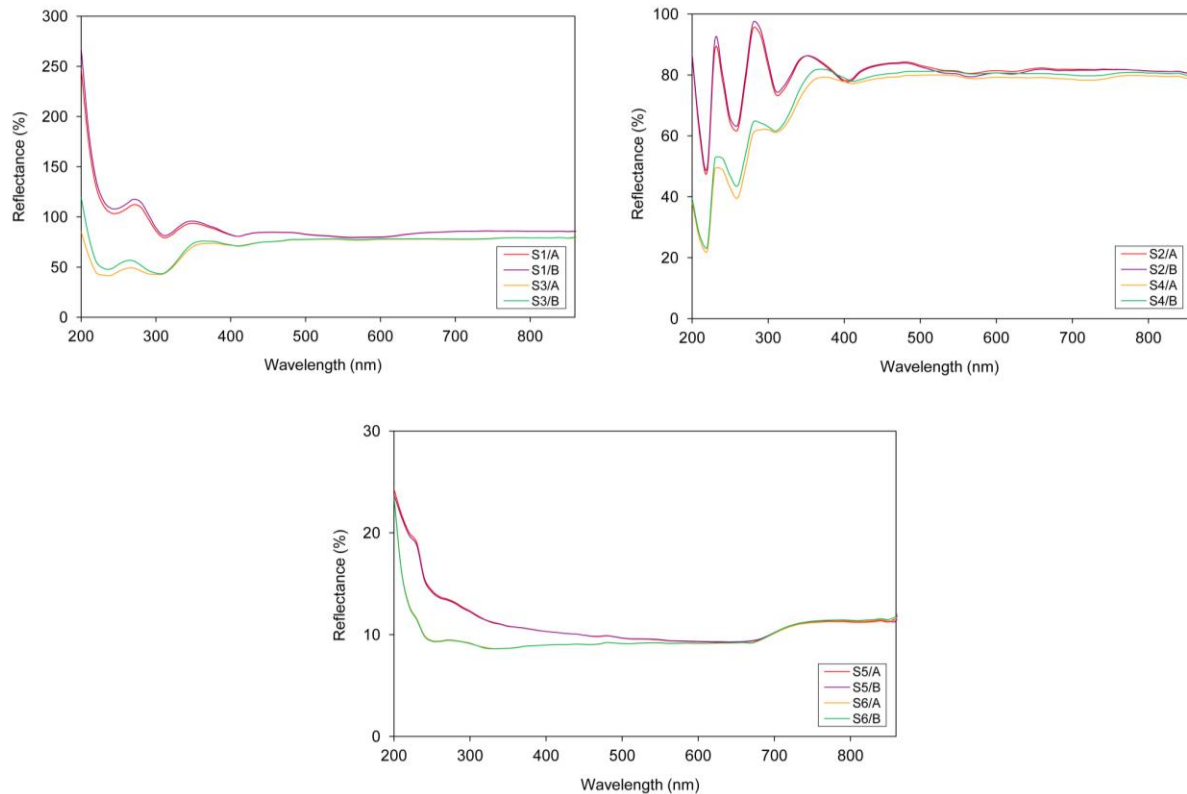 300
250
200
150
100
50
0
Reflectance (%)
200 300 400 500 600 700 800
Wavelength (nm)
S1/A
S1/B
S3/A
S3/B
100
80
60
40
20
0
Reflectance (%)
200 300 400 500 600 700 800
Wavelength (nm)
S2/A
S2/B
S4/A
S4/B
30
20
10
0
Reflectance (%)
200 300 400 500 600 700 800
Wavelength (nm)
S5/A
S5/B
S6/A
S6/B